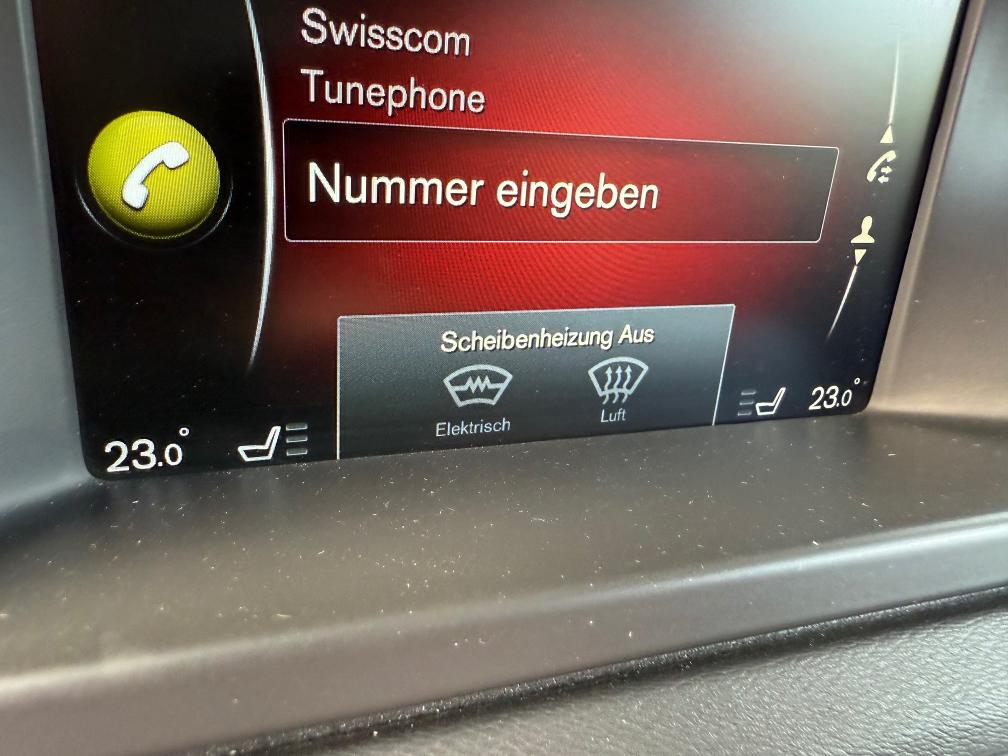 Swisscom
Tunephone
Nummer eingeben
Scheibenheizung Aus
Elektrisch
Luft
23.0°
23.0°